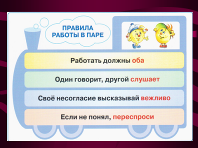 ПРАВИЛА
РАБОТЫ В ПАРЕ
Работать должны оба
Один говорит, другой слушает
Своё несогласие высказывай вежливо
Если не понял, переспроси